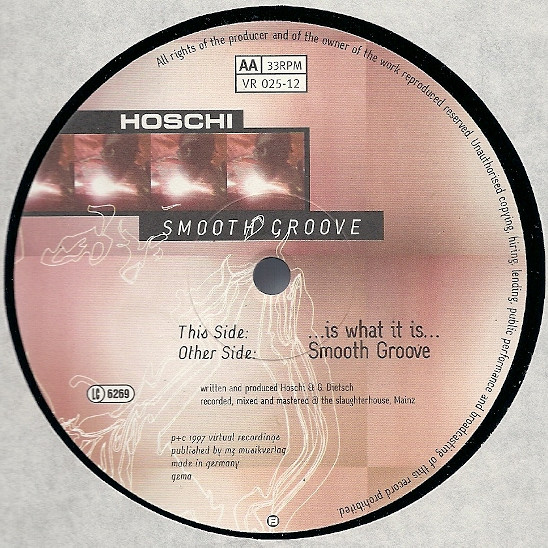 All rights of the producer and of the owner of the work reproduced reserved. Unauthorised copying, hiring, lending, public performance and broadcasting of this record prohibited
AA 33RPM
VR 025-12
HOSCHI
SMOOTH GROOVE
This Side: ...is what it is...
Other Side: Smooth Groove
LC 6269
written and produced Hoschi & G. Dietsch
recorded, mixed and mastered @ the slaughterhouse, Mainz
p+c 1997 virtual recordings
published by mz musikverlag
made in germany
gema